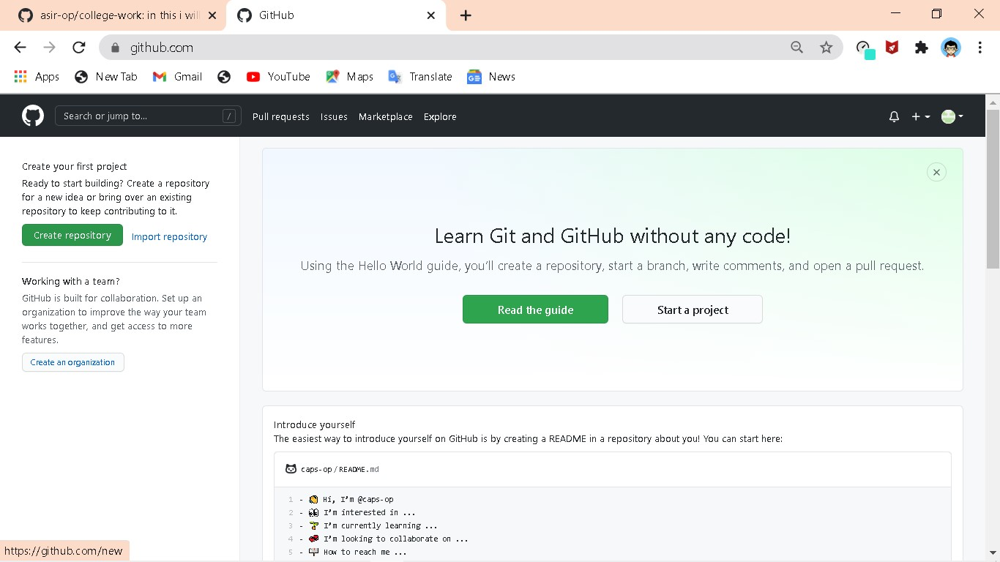 asir-op/college-work: in this i will
GitHub
github.com
Apps
New Tab
Gmail
YouTube
Maps
Translate
News
Search or jump to...
/
Pull requests
Issues
Marketplace
Explore
Create your first project
Ready to start building? Create a repository
for a new idea or bring over an existing
repository to keep contributing to it.
Create repository
Import repository
Working with a team?
GitHub is built for collaboration. Set up an
organization to improve the way your team
works together, and get access to more
features.
Create an organization
Learn Git and GitHub without any code!
Using the Hello World guide, you’ll create a repository, start a branch, write comments, and open a pull request.
Read the guide
Start a project
Introduce yourself
The easiest way to introduce yourself on GitHub is by creating a README in a repository about you! You can start here:
caps-op / README.md
1 - 👋 Hi, I’m @caps-op
2 - 👀 I’m interested in ...
3 - 🌱 I’m currently learning ...
4 - 💞️ I’m looking to collaborate on ...
5 - 📫 How to reach me ...
https://github.com/new